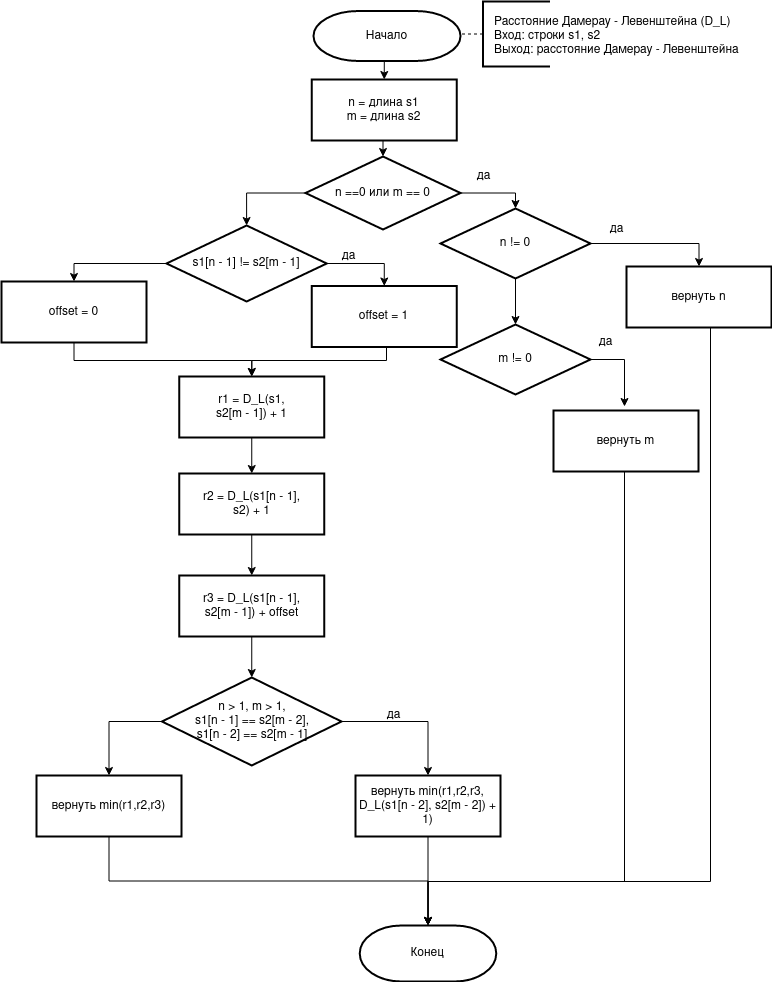 Начало
Расстояние Дамерау - Левенштейна (D_L)
Вход: строки s1, s2
Выход: расстояние Дамерау - Левенштейна
n = длина s1
m = длина s2
n ==0 или m == 0
да
n != 0
да
вернуть n
s1[n - 1] != s2[m - 1]
да
offset = 0
offset = 1
m != 0
да
вернуть m
r1 = D_L(s1,
s2[m - 1]) + 1
r2 = D_L(s1[n - 1],
s2) + 1
r3 = D_L(s1[n - 1],
s2[m - 1]) + offset
n > 1, m > 1,
s1[n - 1] == s2[m - 2],
s1[n - 2] == s2[m - 1]
да
вернуть min(r1,r2,r3)
вернуть min(r1,r2,r3,
D_L(s1[n - 2], s2[m - 2]) +
1)
Конец